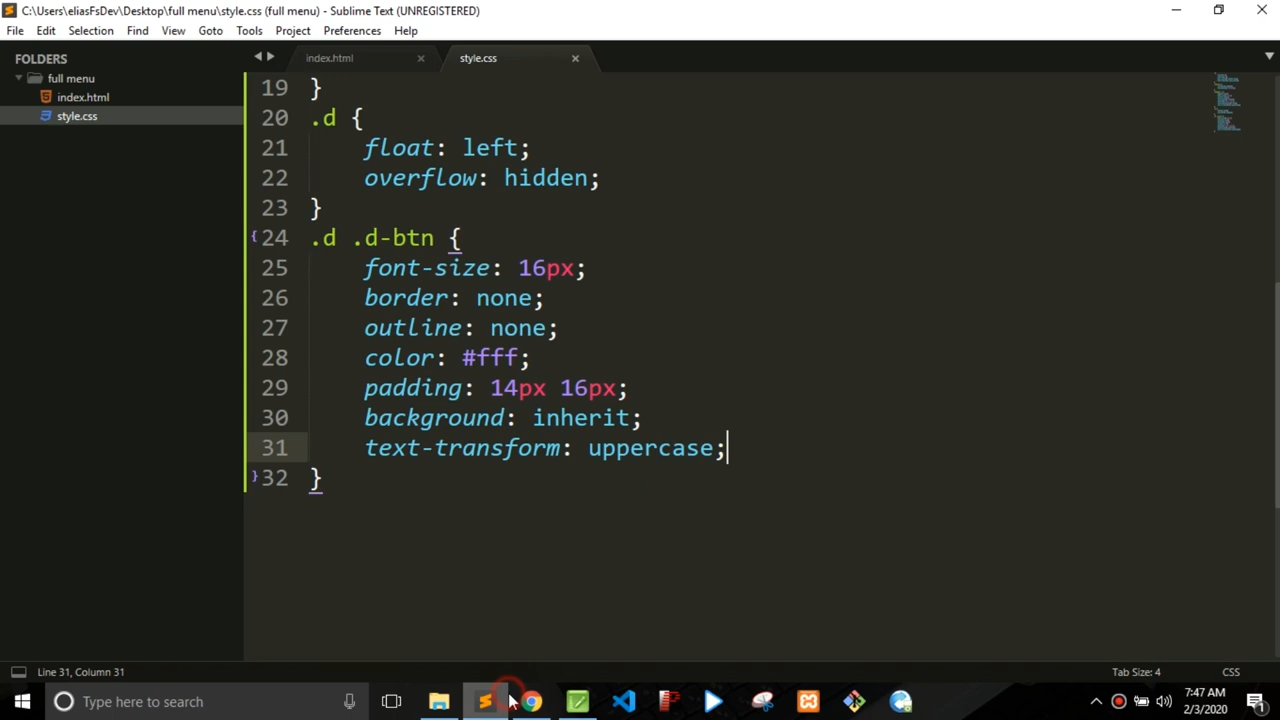 C:\Users\eliasFsDev\Desktop\full menu\style.css (full menu) - Sublime Text (UNREGISTERED)
File Edit Selection Find View Goto Tools Project Preferences Help
FOLDERS
full menu
index.html
style.css
index.html style.css
19 }
20 .d {
21 float: left;
22 overflow: hidden;
23 }
24 .d .d-btn {
25 font-size: 16px;
26 border: none;
27 outline: none;
28 color: #fff;
29 padding: 14px 16px;
30 background: inherit;
31 text-transform: uppercase;
32 }
Line 31, Column 31 Tab Size: 4 CSS
Type here to search
7:47 AM
2/3/2020
1